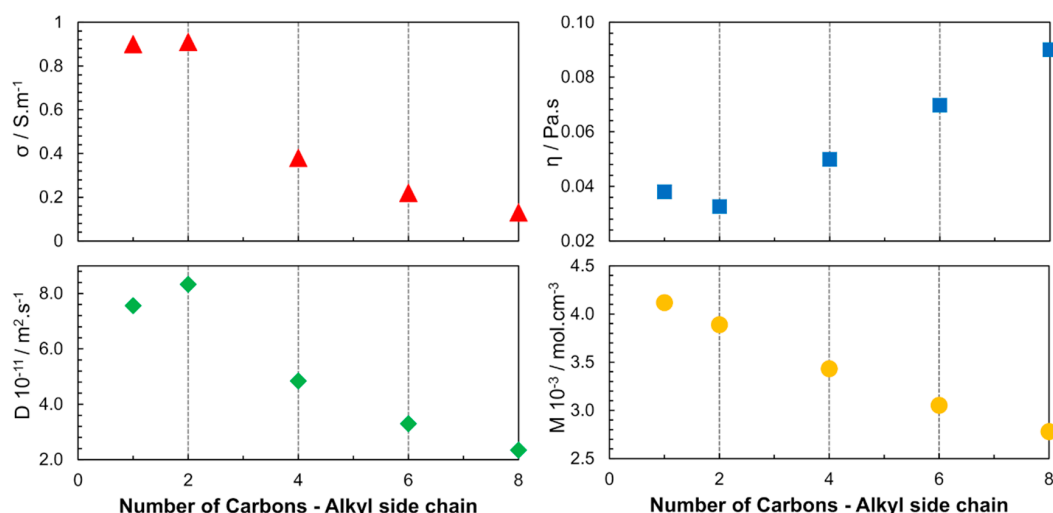 σ / S.m-1
1
0.8
0.6
0.4
0.2
0
η / Pa.s
0.10
0.08
0.06
0.04
0.02
D 10-11 / m2.s-1
8.0
6.0
4.0
2.0
0 2 4 6 8
Number of Carbons - Alkyl side chain
M 10-3 / mol.cm-3
4.5
4.0
3.5
3.0
2.5
0 2 4 6 8
Number of Carbons - Alkyl side chain